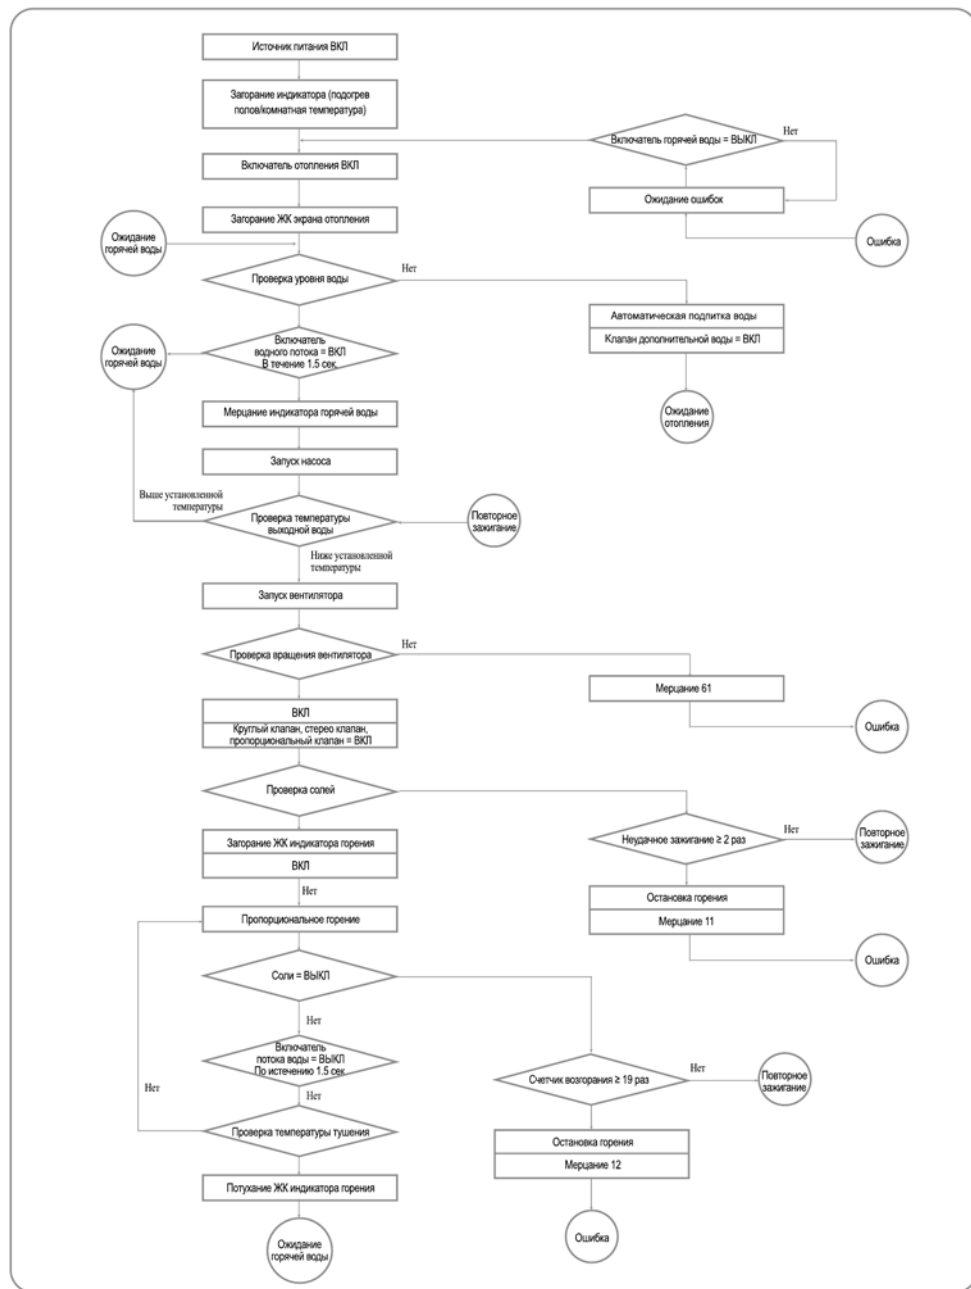 Источник питания ВКЛ
Загорание индикатора (подогрев
полов/комнатная температура)
Включатель горячей воды = ВЫКЛ
Нет
Включатель отопления ВКЛ
Ожидание ошибок
Загорание ЖК экрана отопления
Ожидание
горячей воды
Ошибка
Проверка уровня воды
Нет
Автоматическая подпитка воды
Клапан дополнительной воды = ВКЛ
Включатель
водного потока = ВКЛ
В течение 1.5 сек.
Ожидание
горячей воды
Ожидание
отопления
Мерцание индикатора горячей воды
Запуск насоса
Выше установленной
температуры
Проверка температуры
выходной воды
Повторное
зажигание
Ниже установленной
температуры
Запуск вентилятора
Проверка вращения вентилятора
Нет
Мерцание 61
Ошибка
ВКЛ
Круглый клапан, стерео клапан,
пропорциональный клапан = ВКЛ
Проверка солей
Неудачное зажигание ≥ 2 раз
Нет
Повторное
зажигание
Загорание ЖК индикатора горения
ВКЛ
Нет
Остановка горения
Мерцание 11
Ошибка
Пропорциональное горение
Соли = ВЫКЛ
Нет
Включатель
потока воды = ВЫКЛ
По истечению 1.5 сек
Нет
Нет
Счетчик возгорания ≥ 19 раз
Нет
Повторное
зажигание
Проверка температуры тушения
Остановка горения
Мерцание 12
Потухание ЖК индикатора горения
Ошибка
Ожидание
горячей воды